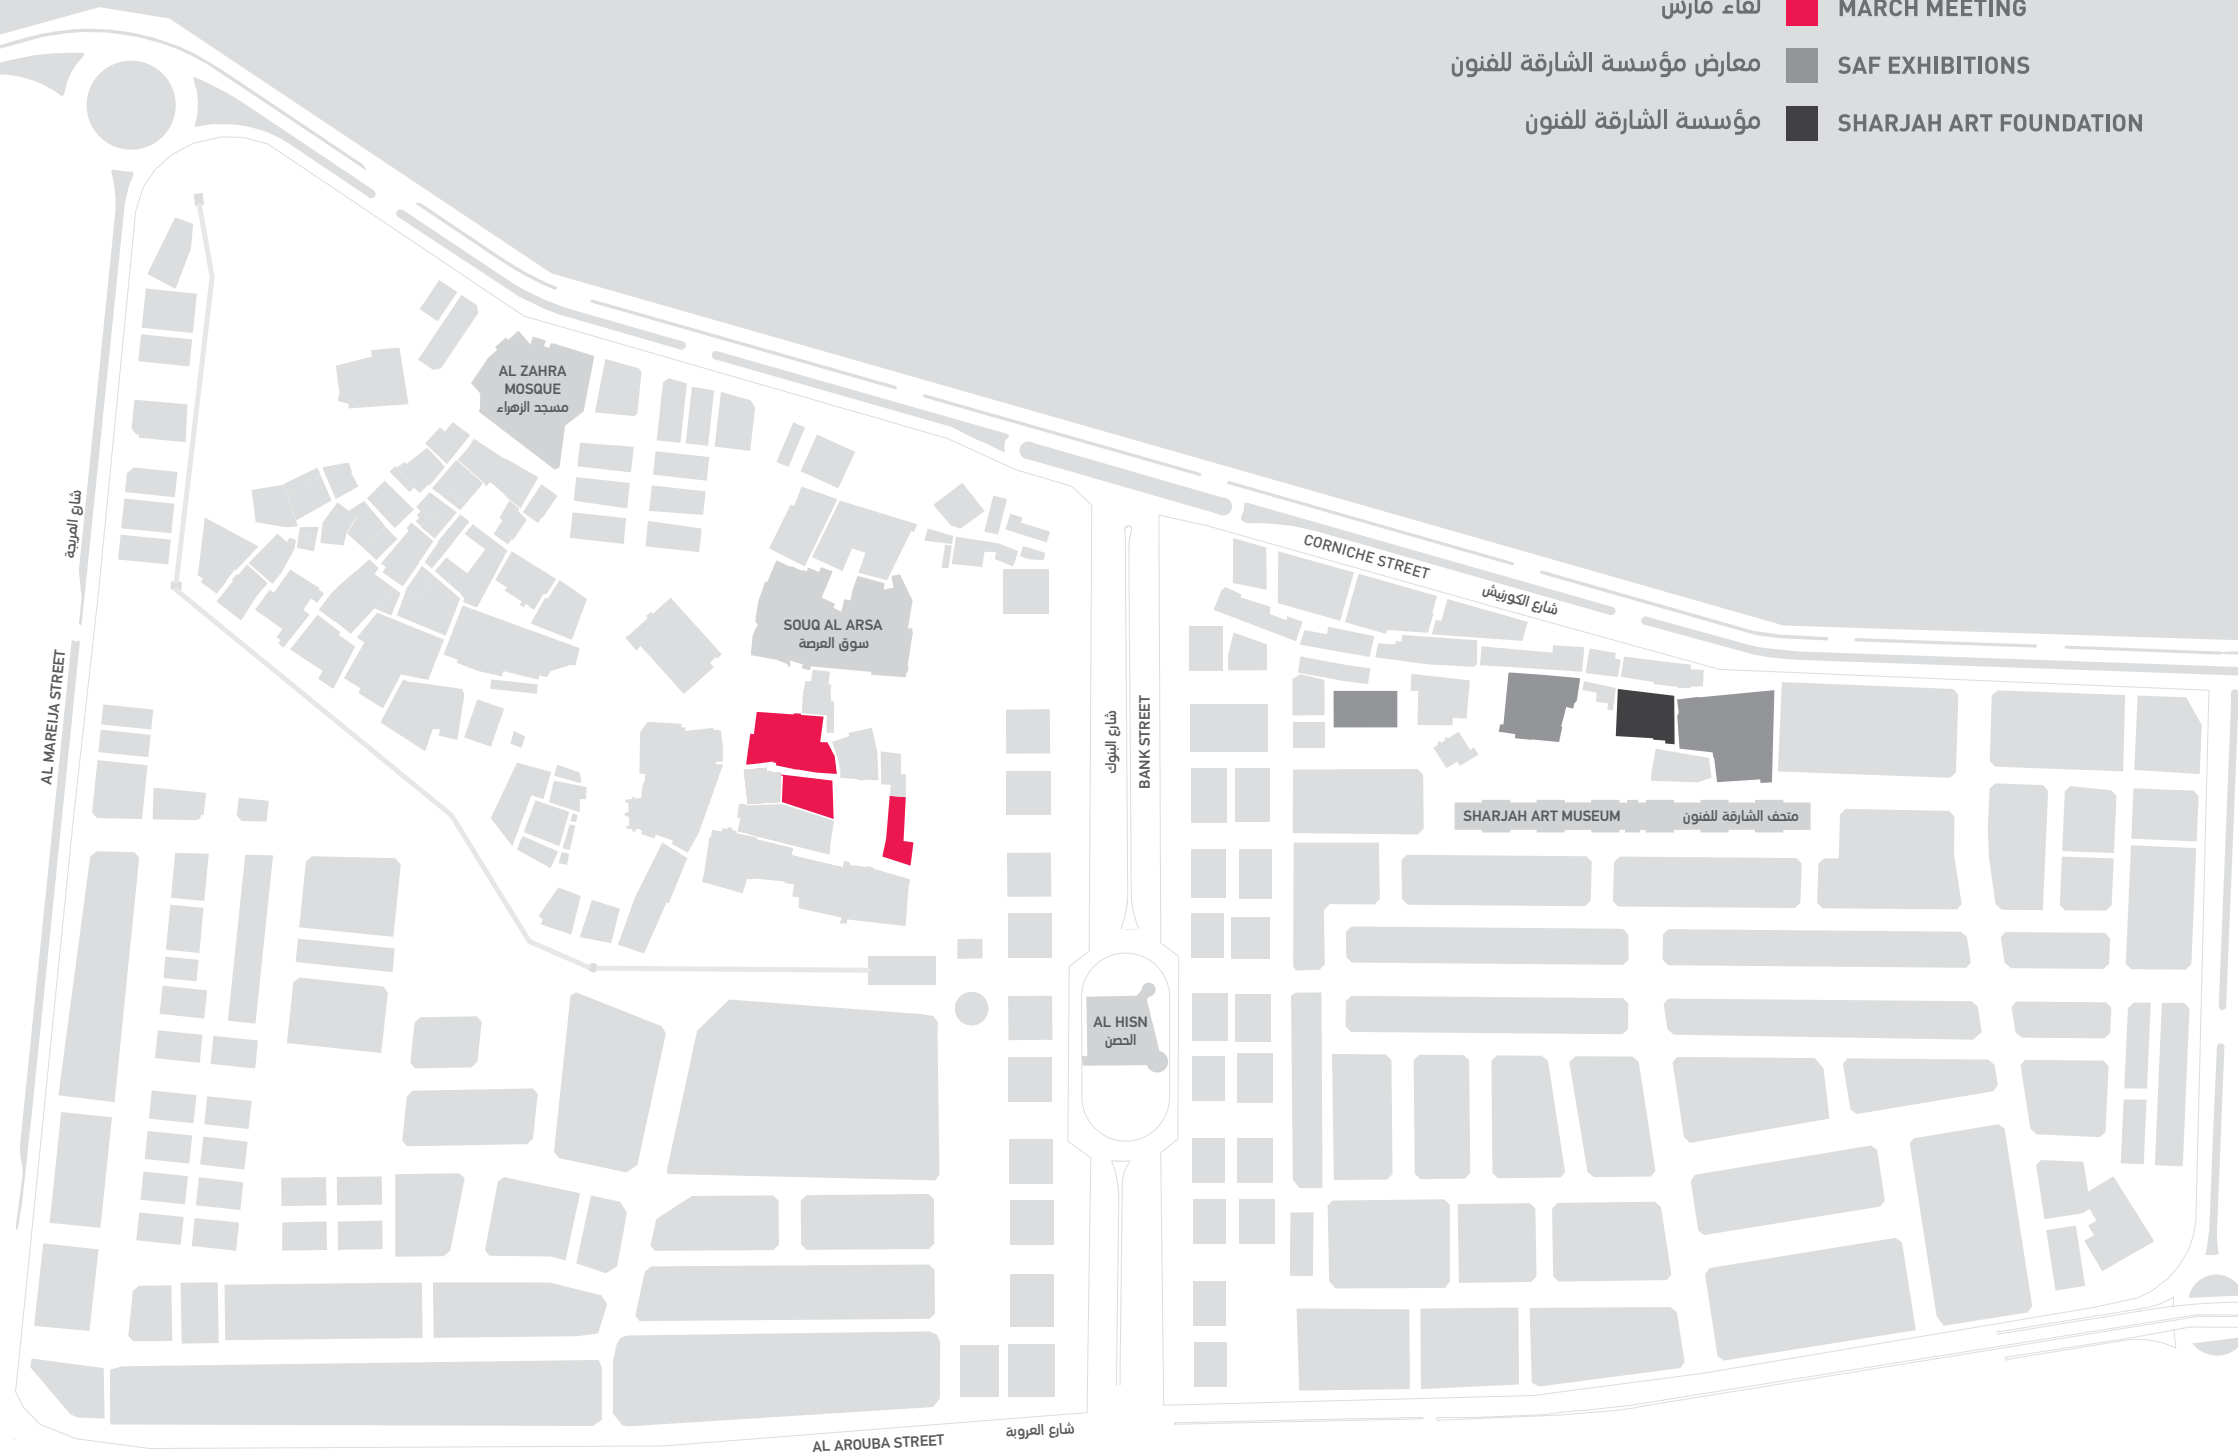 لقاء مارس MARCH MEETING
معارض مؤسسة الشارقة للفنون SAF EXHIBITIONS
مؤسسة الشارقة للفنون SHARJAH ART FOUNDATION
AL ZAHRA
MOSQUE
مسجد الزهراء
شارع المريجة
AL MAREIJA STREET
SOUQ AL ARSA
سوق العرصة
CORNICHE STREET
شارع الكورنيش
شارع البنوك
BANK STREET
SHARJAH ART MUSEUM متحف الشارقة للفنون
AL HISN
الحصن
AL AROUBA STREET شارع العروبة